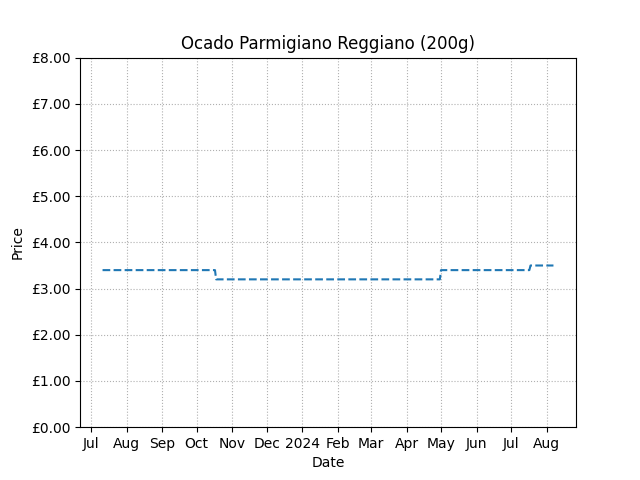 Ocado Parmigiano Reggiano (200g)
£8.00
£7.00
£6.00
£5.00
£4.00
£3.00
£2.00
£1.00
£0.00
Price
Jul Aug Sep Oct Nov Dec 2024 Feb Mar Apr May Jun Jul Aug
Date